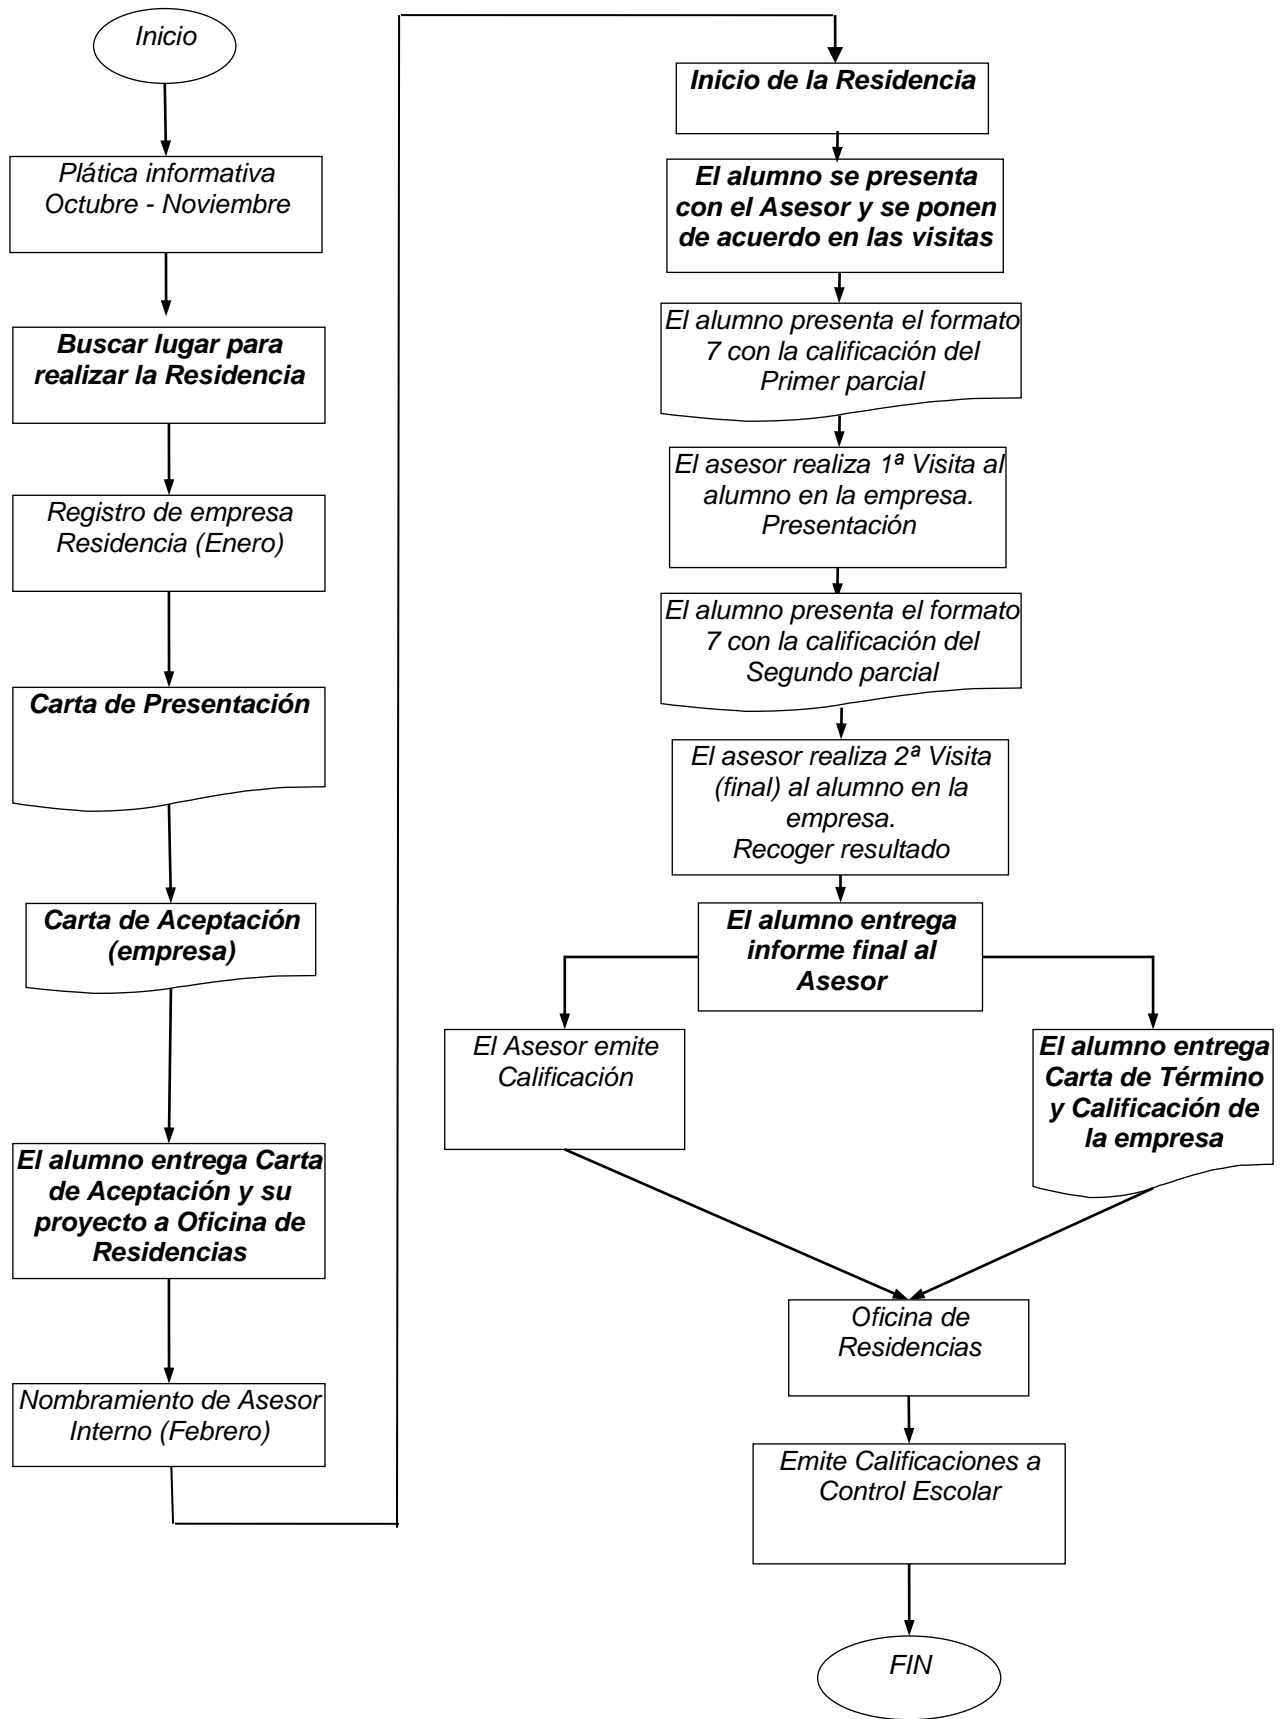 Inicio
Plática informativa
Octubre - Noviembre
Buscar lugar para
realizar la Residencia
Registro de empresa
Residencia (Enero)
Carta de Presentación
Carta de Aceptación
(empresa)
El alumno entrega Carta
de Aceptación y su
proyecto a Oficina de
Residencias
Nombramiento de Asesor
Interno (Febrero)
Inicio de la Residencia
El alumno se presenta
con el Asesor y se ponen
de acuerdo en las visitas
El alumno presenta el formato
7 con la calificación del
Primer parcial
El asesor realiza 1ª Visita al
alumno en la empresa.
Presentación
El alumno presenta el formato
7 con la calificación del
Segundo parcial
El asesor realiza 2ª Visita
(final) al alumno en la
empresa.
Recoger resultado
El alumno entrega
informe final al
Asesor
El Asesor emite
Calificación
El alumno entrega
Carta de Término
y Calificación de
la empresa
Oficina de
Residencias
Emite Calificaciones a
Control Escolar
FIN